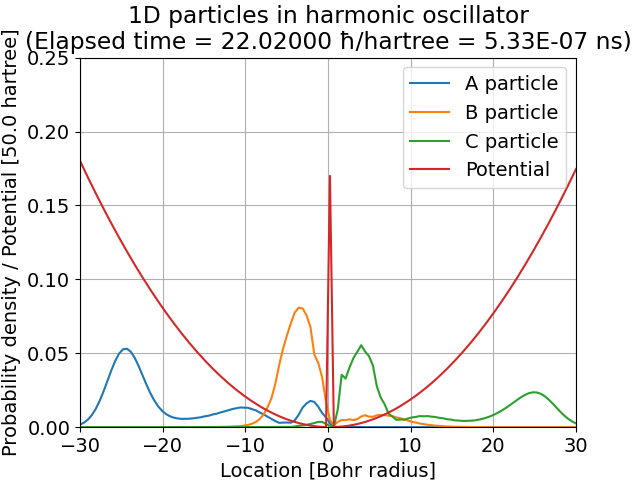 1D particles in harmonic oscillator
(Elapsed time = 22.02000 ħ/hartree = 5.33E-07 ns)
Probability density / Potential [50.0 hartree]
0.25
0.20
0.15
0.10
0.05
0.00
A particle
B particle
C particle
Potential
−30
−20
−10
0
10
20
30
Location [Bohr radius]